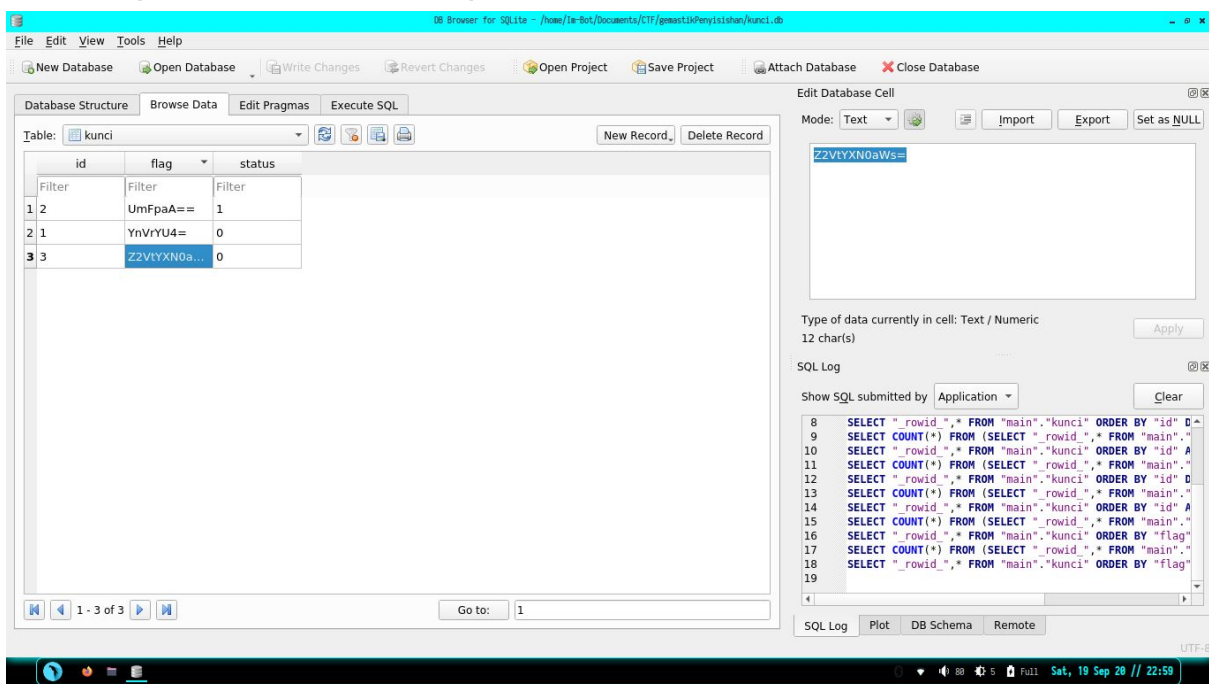 DB Browser for SQLite - /home/Im-Bot/Documents/CTF/gemastikPenyisishan/kunci.db
File Edit View Tools Help
New Database Open Database Write Changes Revert Changes Open Project Save Project Attach Database Close Database
Database Structure Browse Data Edit Pragmas Execute SQL
Table: kunci New Record Delete Record
id flag status
Filter Filter Filter
1 2 UmFpaA== 1
2 1 YnVrYU4= 0
3 3 Z2VtYXN0a... 0
1 - 3 of 3 Go to: 1
Edit Database Cell
Mode: Text Import Export Set as NULL
Z2VtYXN0aWs=
Type of data currently in cell: Text / Numeric
12 char(s)
Apply
SQL Log
Show SQL submitted by Application Clear
8 SELECT "_rowid_",* FROM "main"."kunci" ORDER BY "id" D
9 SELECT COUNT(*) FROM (SELECT "_rowid_",* FROM "main"."
10 SELECT "_rowid_",* FROM "main"."kunci" ORDER BY "id" A
11 SELECT COUNT(*) FROM (SELECT "_rowid_",* FROM "main"."
12 SELECT "_rowid_",* FROM "main"."kunci" ORDER BY "id" D
13 SELECT COUNT(*) FROM (SELECT "_rowid_",* FROM "main"."
14 SELECT "_rowid_",* FROM "main"."kunci" ORDER BY "id" A
15 SELECT COUNT(*) FROM (SELECT "_rowid_",* FROM "main"."
16 SELECT "_rowid_",* FROM "main"."kunci" ORDER BY "flag"
17 SELECT COUNT(*) FROM (SELECT "_rowid_",* FROM "main"."
18 SELECT "_rowid_",* FROM "main"."kunci" ORDER BY "flag"
19
SQL Log Plot DB Schema Remote
UTF-8
80 5 Full Sat, 19 Sep 20 // 22:59